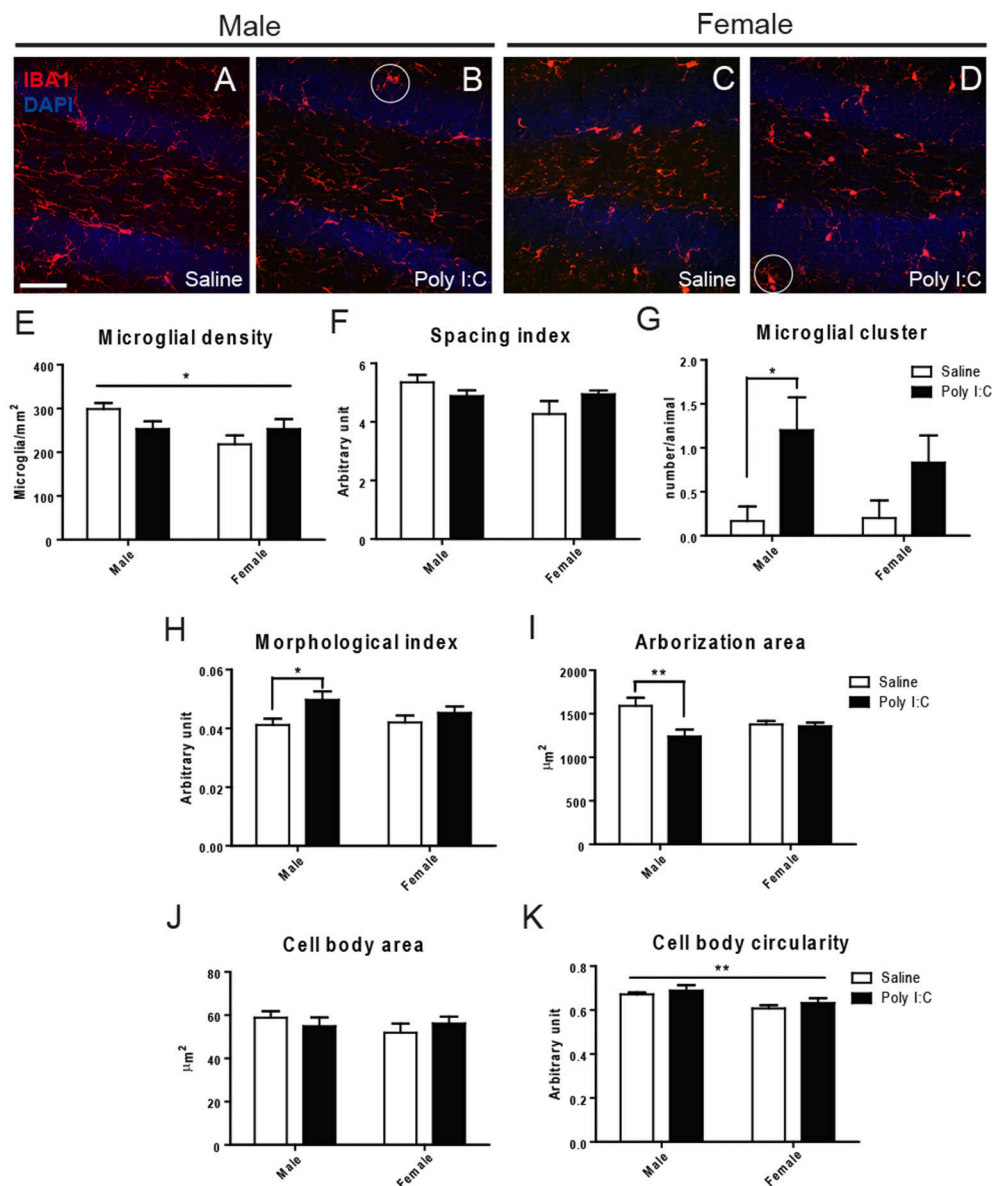 Male Female
IBA1 A B C D
DAPI
Saline Poly I:C Saline Poly I:C
E F G
Microglial density Spacing index Microglial cluster
Microglia/mm²
400
300
200
100
0
*
Male Female
Arbitrary unit
6
4
2
0
Male Female
number/animal
2.0
1.5
1.0
0.5
0.0
*
Saline
Poly I:C
Male Female
H I
Morphological index Arborization area
Arbitrary unit
0.06
0.04
0.02
0.00
*
Male Female
µm²
2000
1500
1000
500
0
**
Saline
Poly I:C
Male Female
J K
Cell body area Cell body circularity
µm²
80
60
40
20
0
Male Female
Arbitrary unit
0.8
0.6
0.4
0.2
0.0
**
Saline
Poly I:C
Male Female